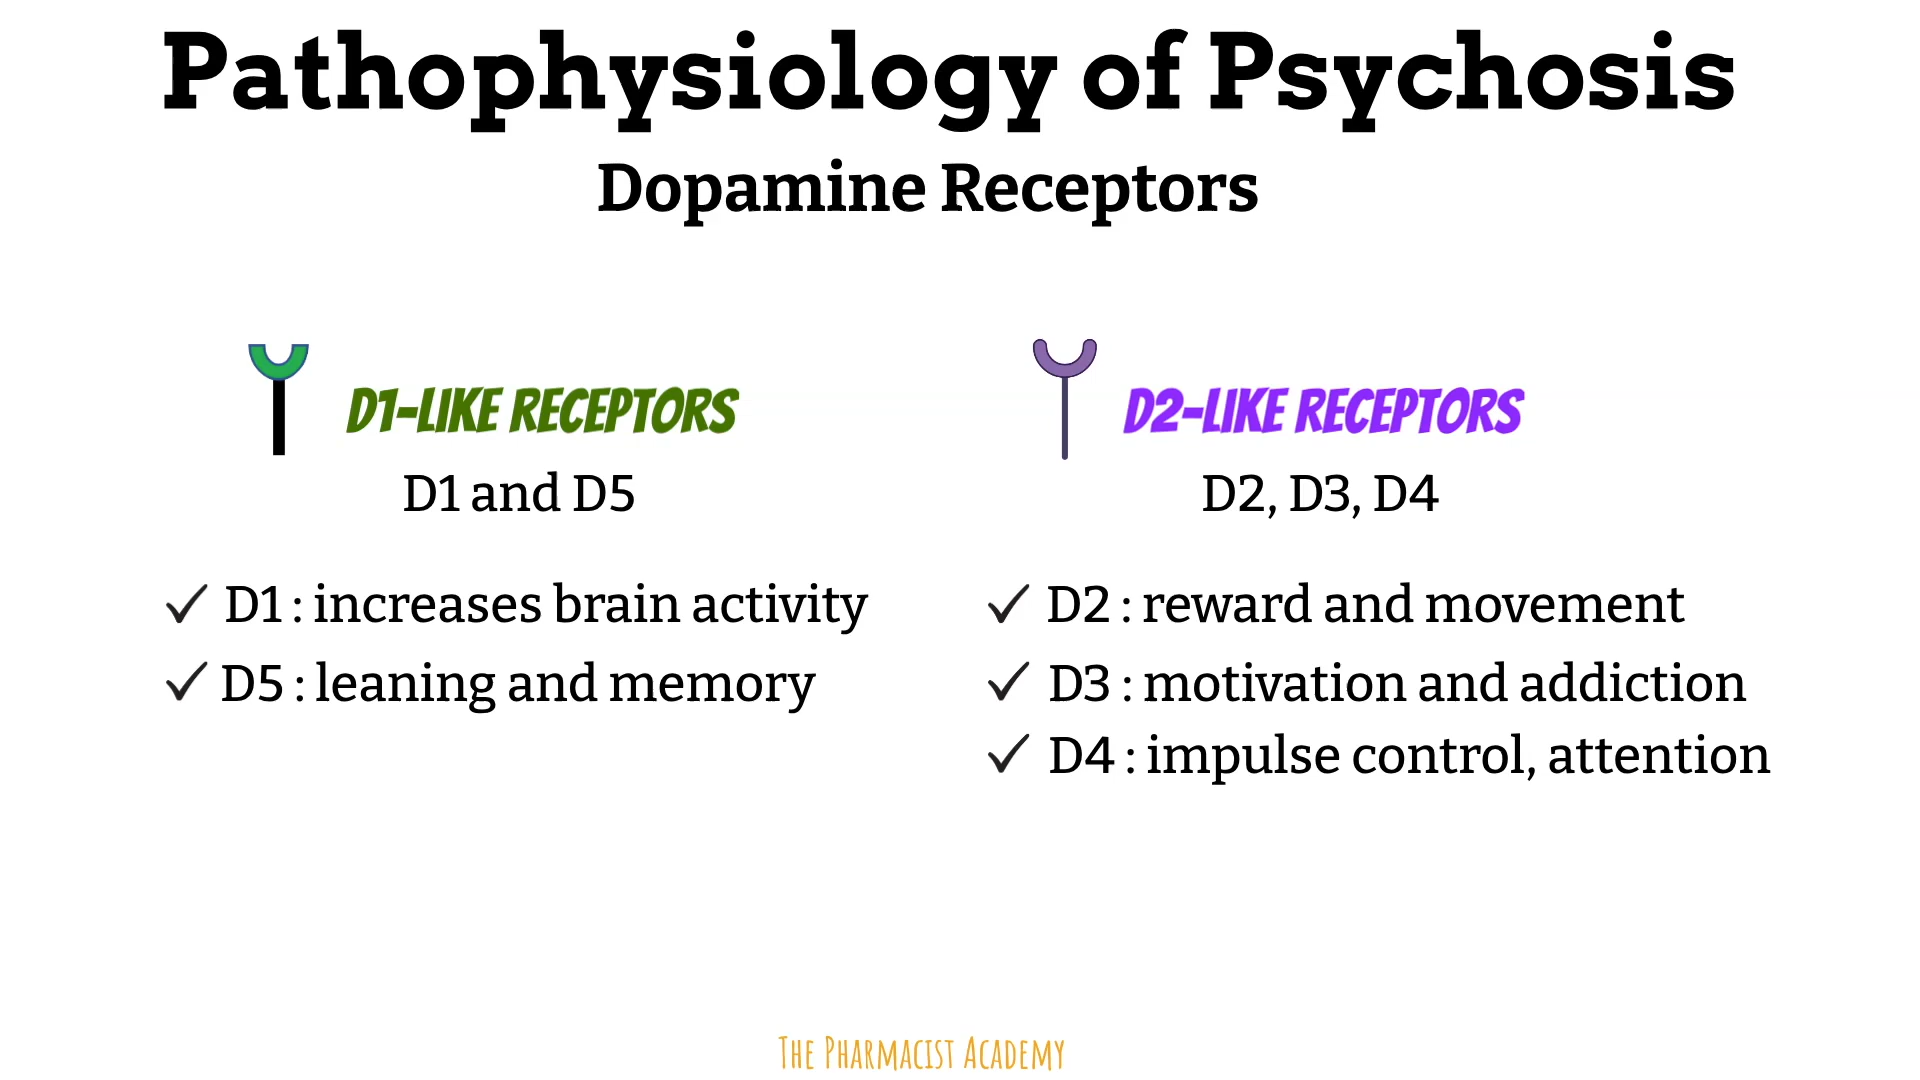 Pathophysiology of Psychosis
Dopamine Receptors
D1-LIKE RECEPTORS
D1 and D5
D1 : increases brain activity
D5 : leaning and memory
D2-LIKE RECEPTORS
D2, D3, D4
D2 : reward and movement
D3 : motivation and addiction
D4 : impulse control, attention
The Pharmacist Academy